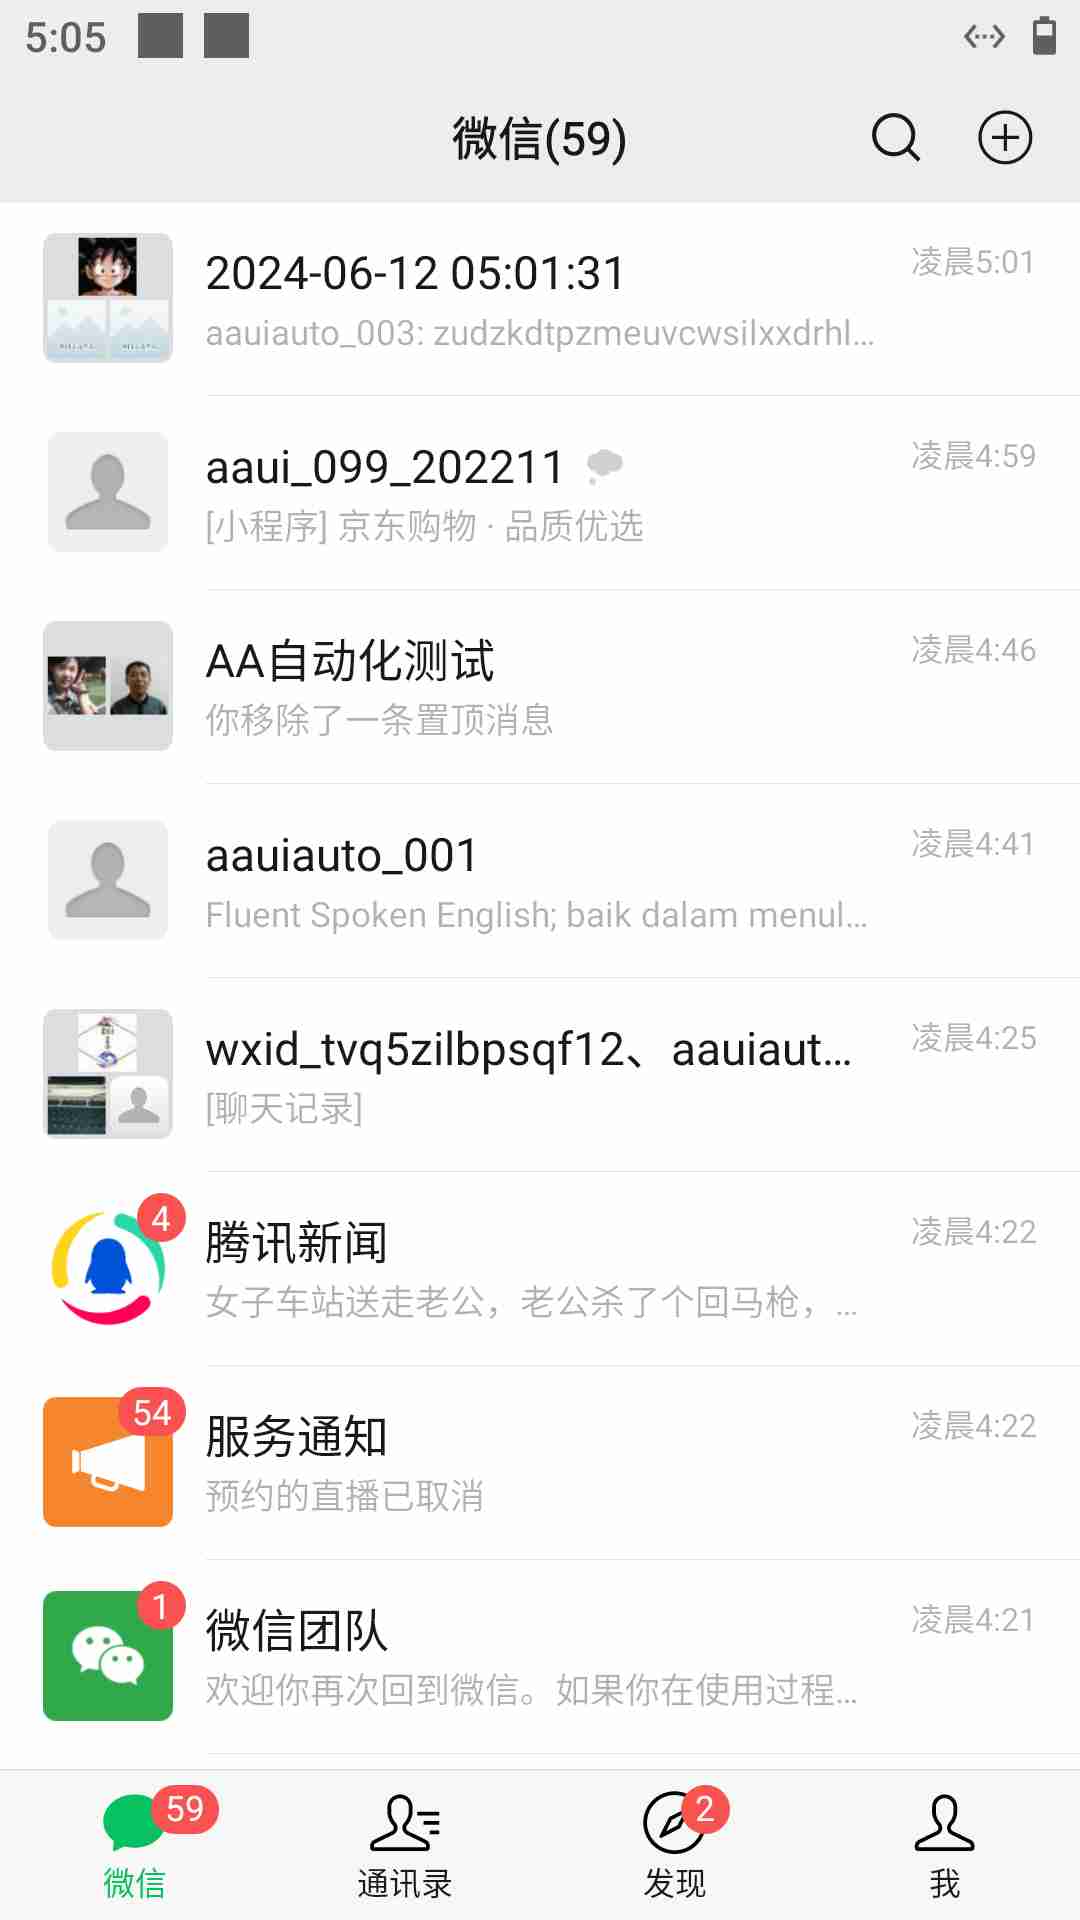 5:05
微信(59)
2024-06-12 05:01:31
凌晨5:01
aauiauto_003: zudzkdtpzmeuvcwsilxxdrhl...
aaui_099_202211
凌晨4:59
[小程序] 京东购物 · 品质优选
AA自动化测试
凌晨4:46
你移除了一条置顶消息
aauiauto_001
凌晨4:41
Fluent Spoken English; baik dalam menul...
wxid_tvq5zilbpsqf12、aauiaut...
凌晨4:25
[聊天记录]
4
腾讯新闻
凌晨4:22
女子车站送走老公，老公杀了个回马枪，...
54
服务通知
凌晨4:22
预约的直播已取消
1
微信团队
凌晨4:21
欢迎你再次回到微信。如果你在使用过程...
59
2
微信
通讯录
发现
我